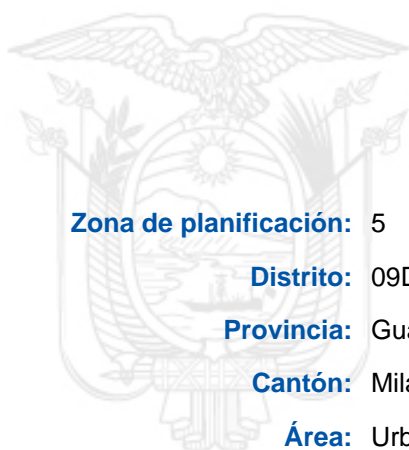 Zona de planificación: 5
Distrito: 09D
Provincia: Gua
Cantón: Mila
Área: Urb